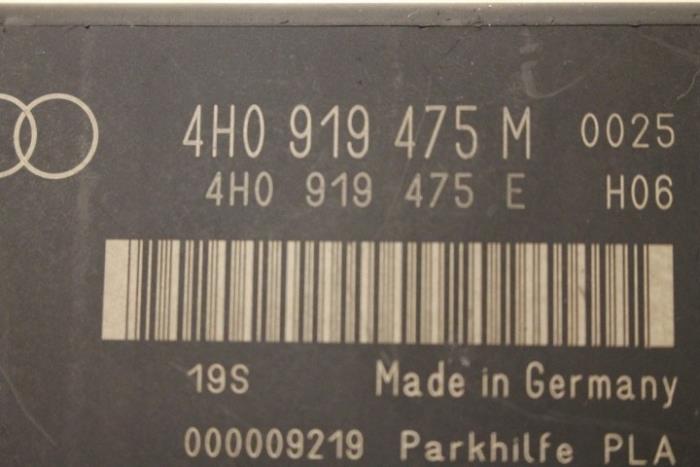 4H0 919 475 M 0025
4H0 919 475 E H06
19S Made in Germany
000009219 Parkhilfe PLA